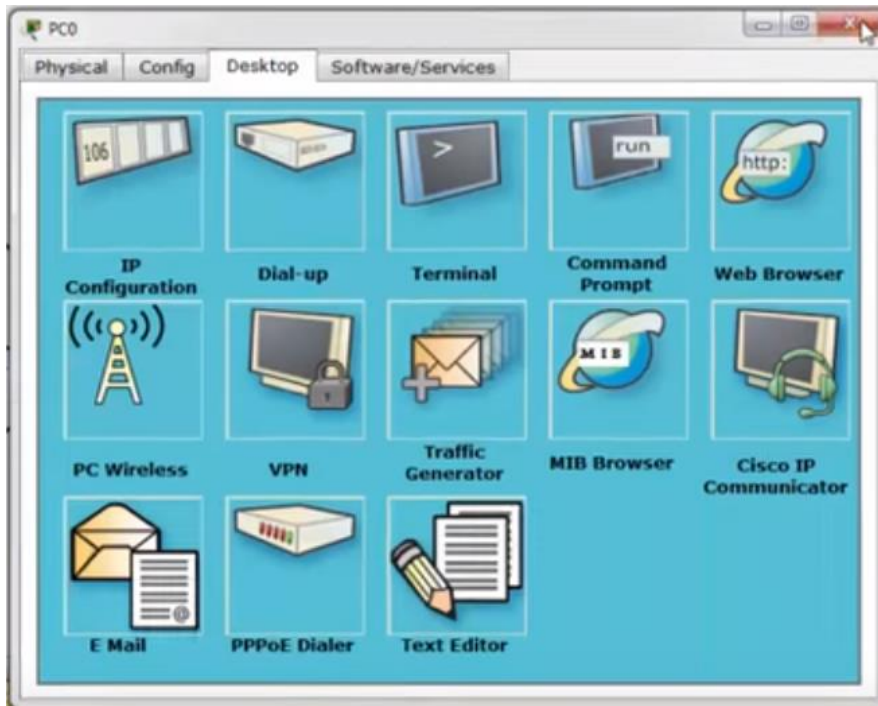 PC0
Physical Config Desktop Software/Services
106
>
run
http:
IP
Configuration
Dial-up
Terminal
Command
Prompt
Web Browser
MIB
PC Wireless
VPN
Traffic
Generator
MIB Browser
Cisco IP
Communicator
@
E Mail
PPPoE Dialer
Text Editor